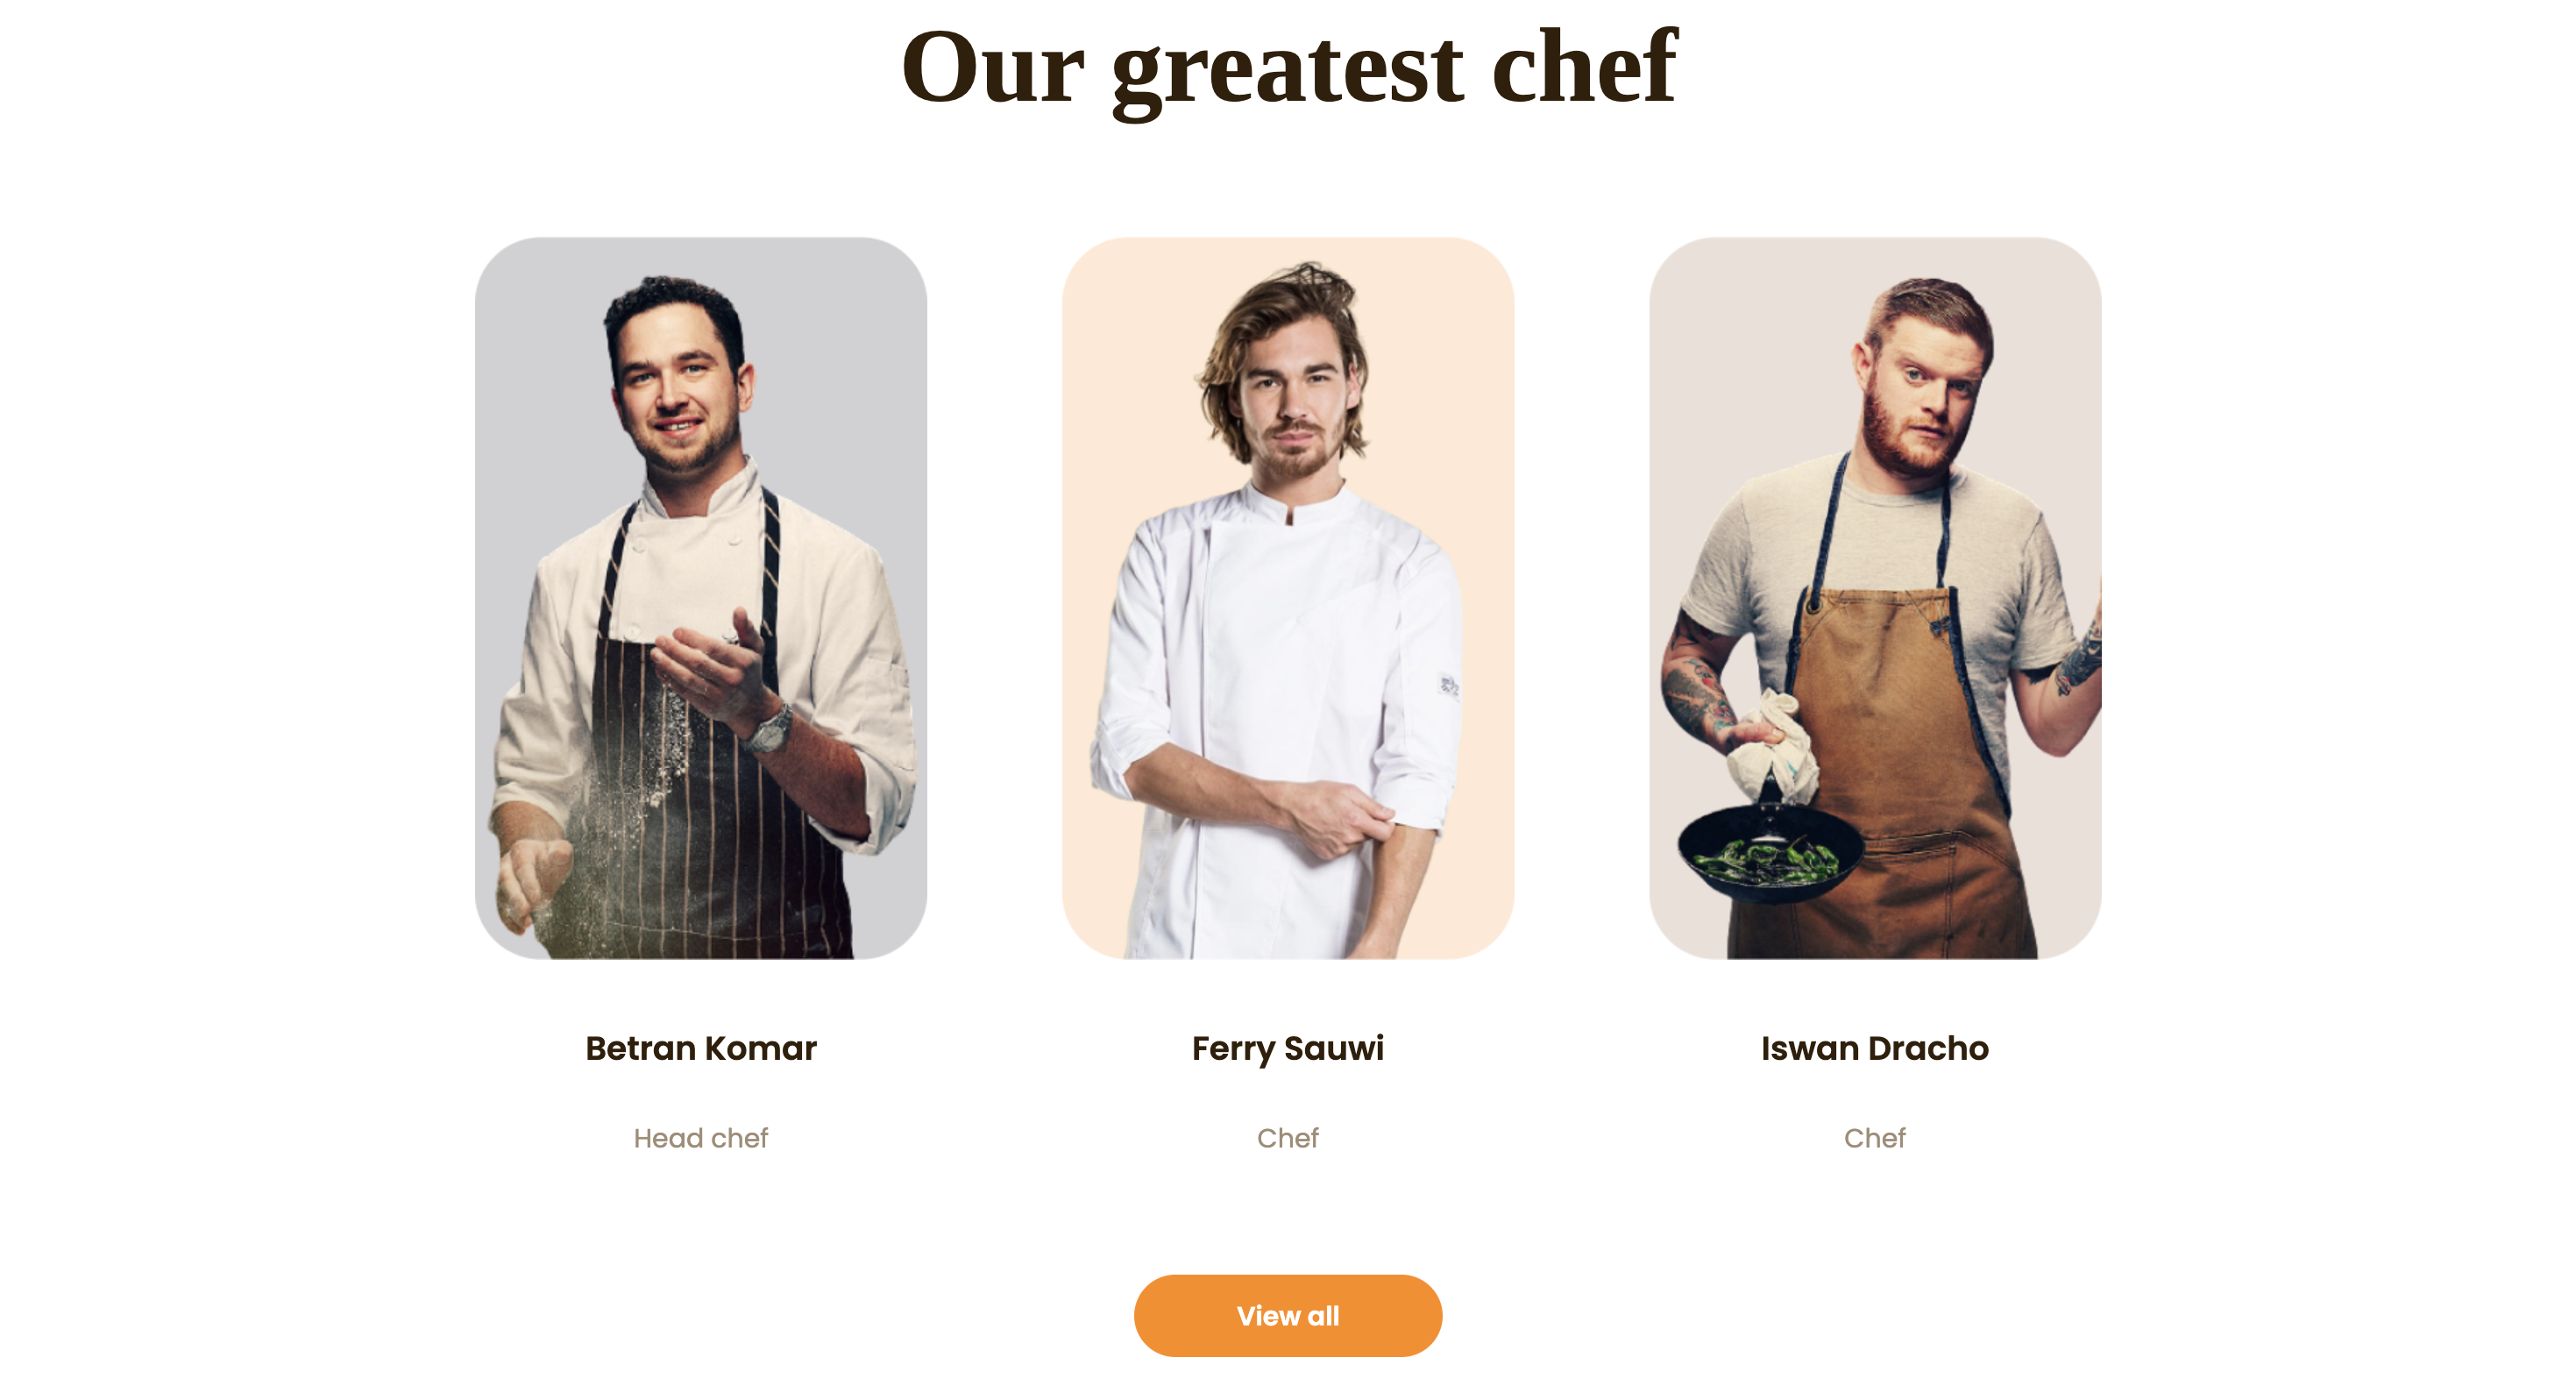 Our greatest chef
Betran Komar
Ferry Sauwi
Iswan Dracho
Head chef
Chef
Chef
View all